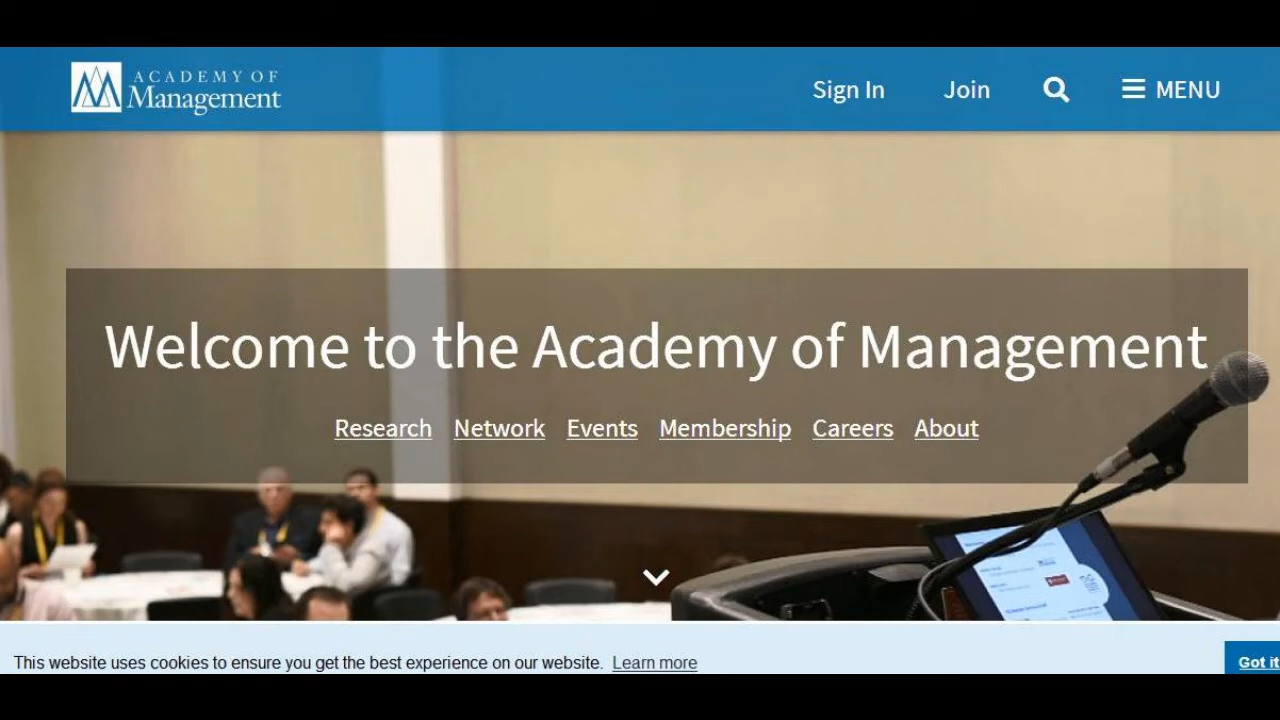 ACADEMY OF
Management
Sign In
Join
MENU
Welcome to the Academy of Management
Research Network Events Membership Careers About
This website uses cookies to ensure you get the best experience on our website. Learn more
Got it